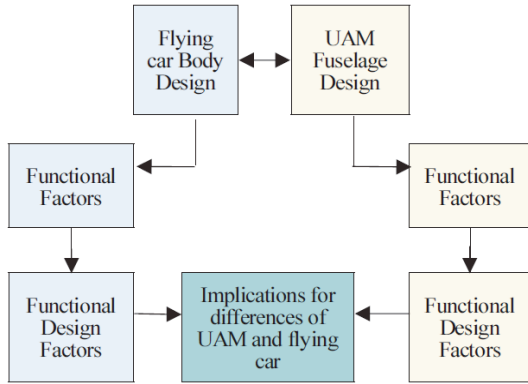 Flying
car Body
Design
UAM
Fuselage
Design
Functional
Factors
Functional
Factors
Functional
Design
Factors
Implications for
differences of
UAM and flying
car
Functional
Design
Factors